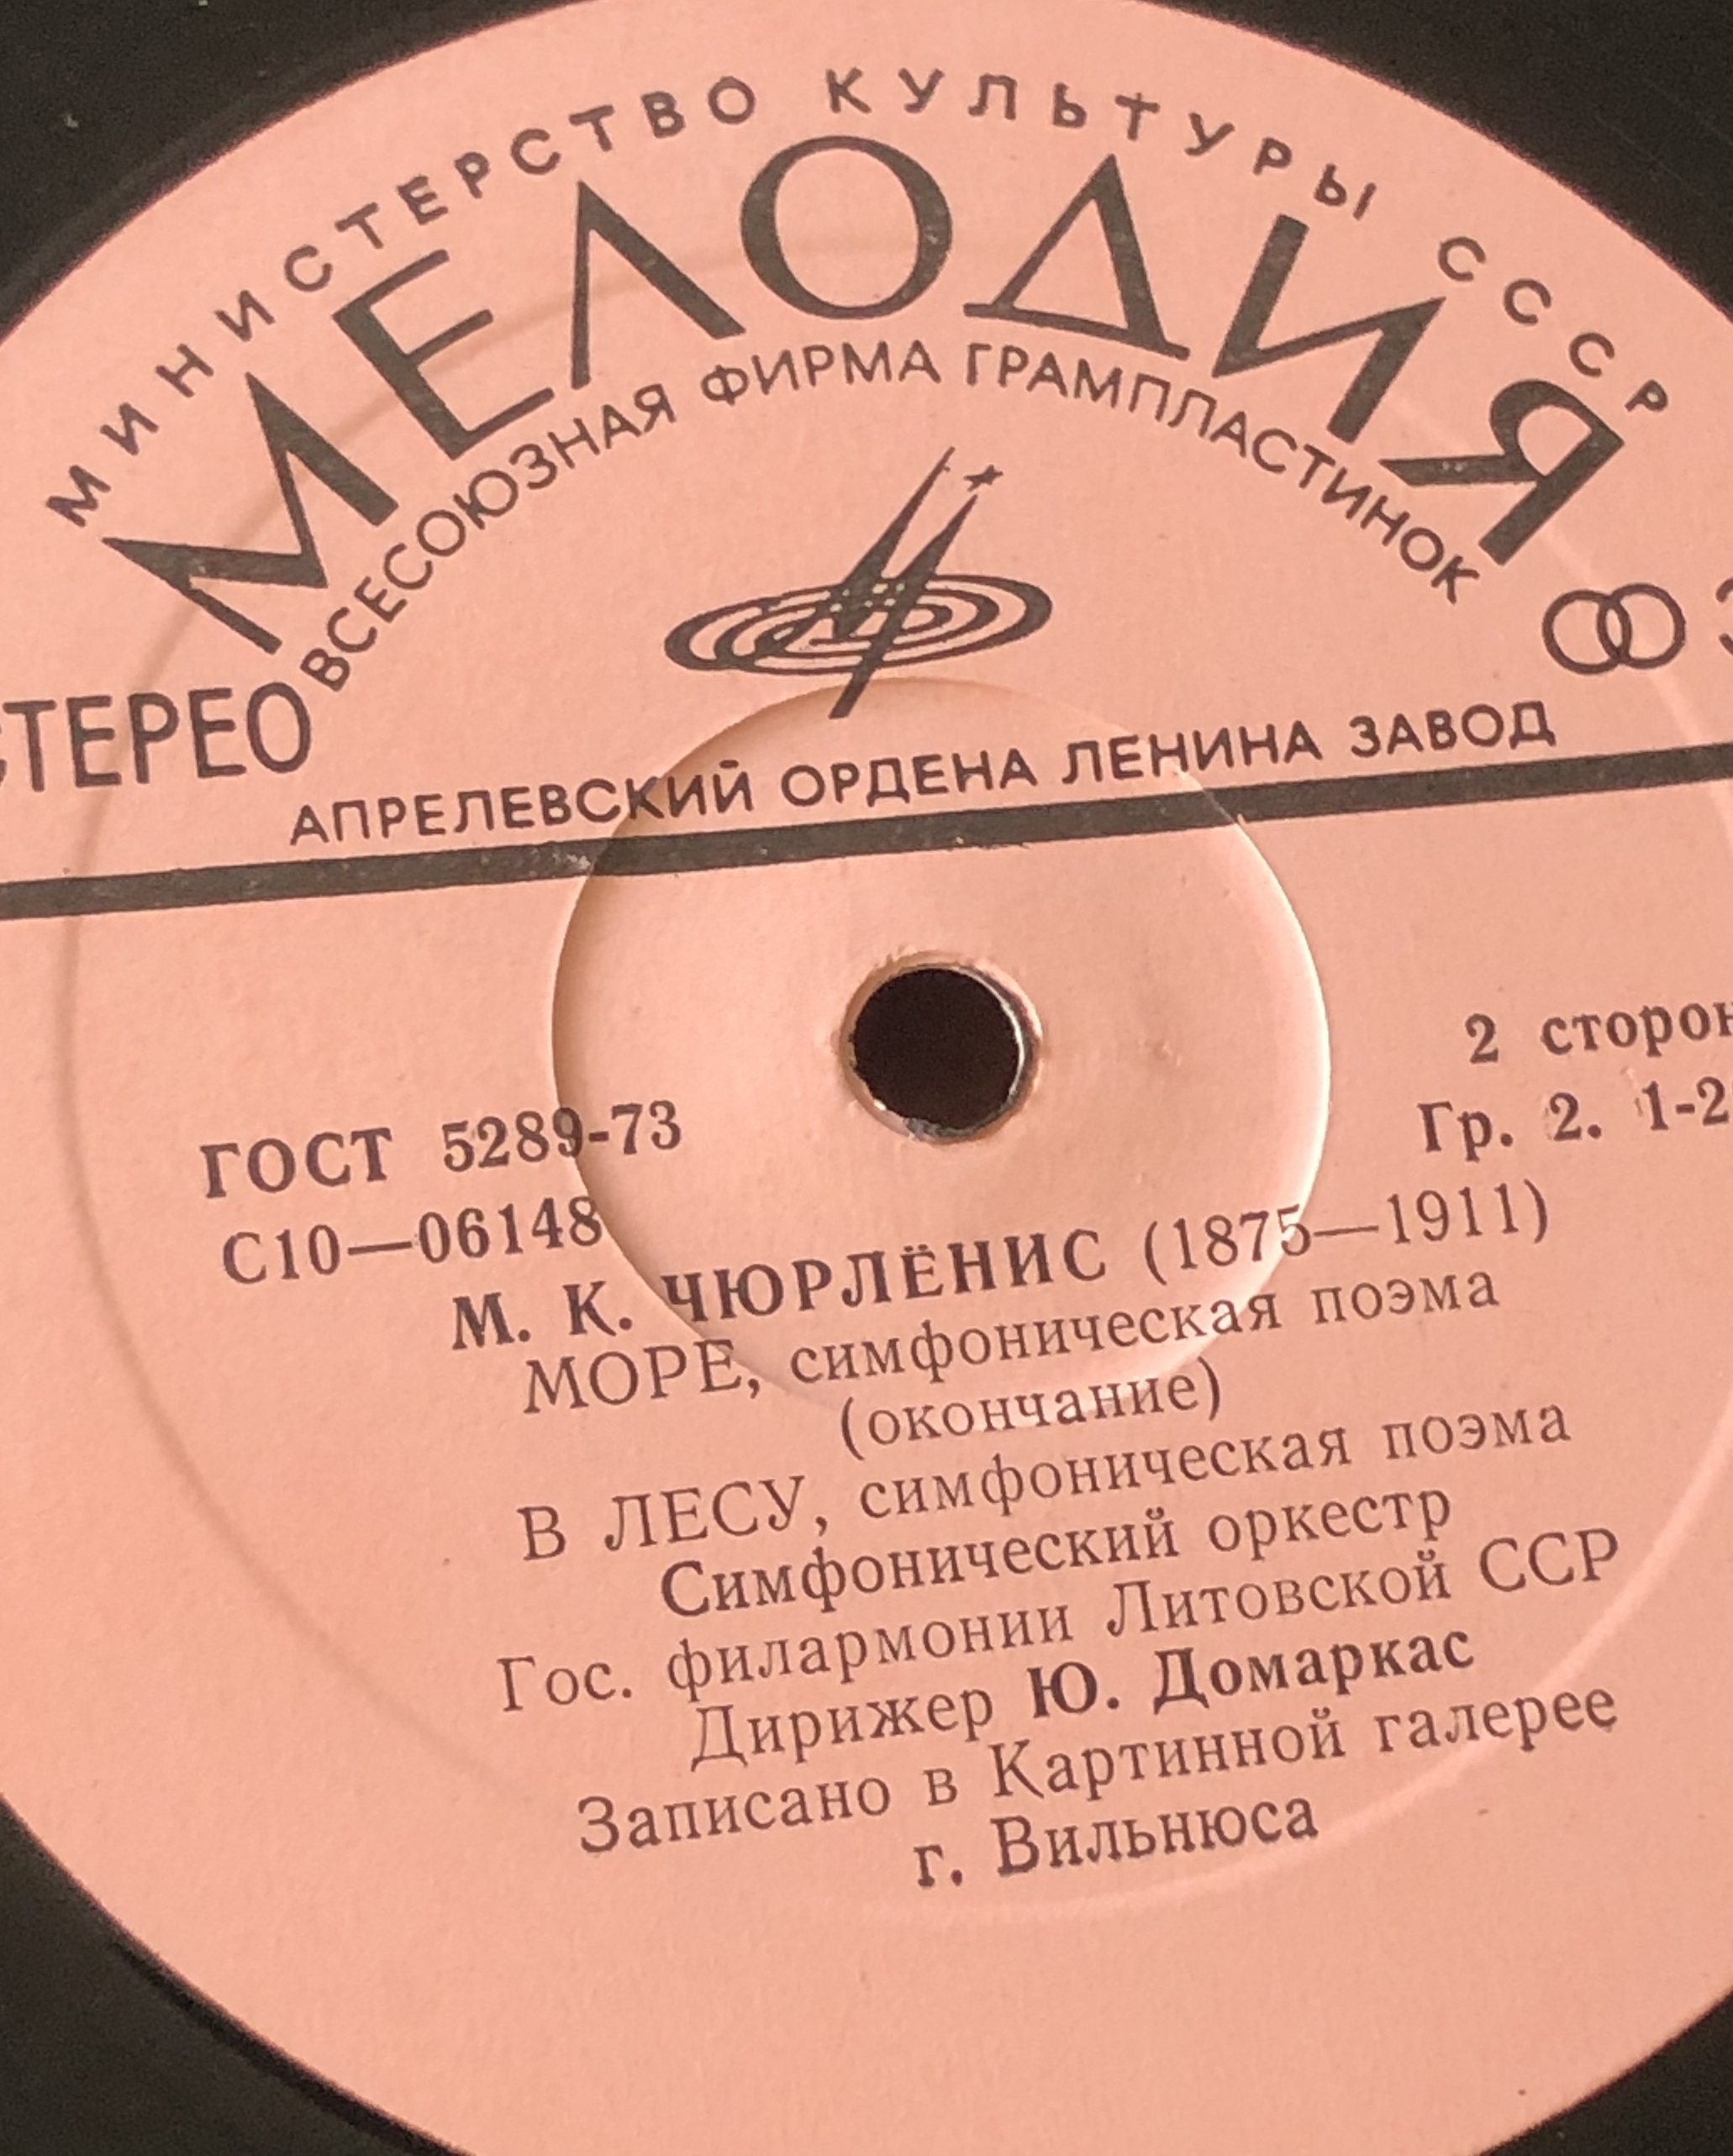 МИНИСТЕРСТВО КУЛЬТУРЫ СССР
МЕЛОДИЯ
ВСЕСОЮЗНАЯ ФИРМА ГРАМПЛАСТИНОК
СТЕРЕО
АПРЕЛЕВСКИЙ ОРДЕНА ЛЕНИНА ЗАВОД
2 сторон
ГОСТ 5289-73
Гр. 2. 1-2
С10—06148
М. К. ЧЮРЛЁНИС (1875—1911)
МОРЕ, симфоническая поэма
(окончание)
В ЛЕСУ, симфоническая поэма
Симфонический оркестр
Гос. филармонии Литовской ССР
Дирижер Ю. Домаркас
Записано в Картинной галерее
г. Вильнюса